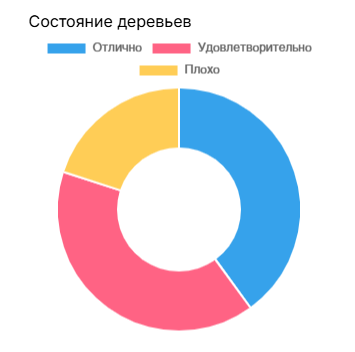 Состояние деревьев
Отлично Удовлетворительно
Плохо